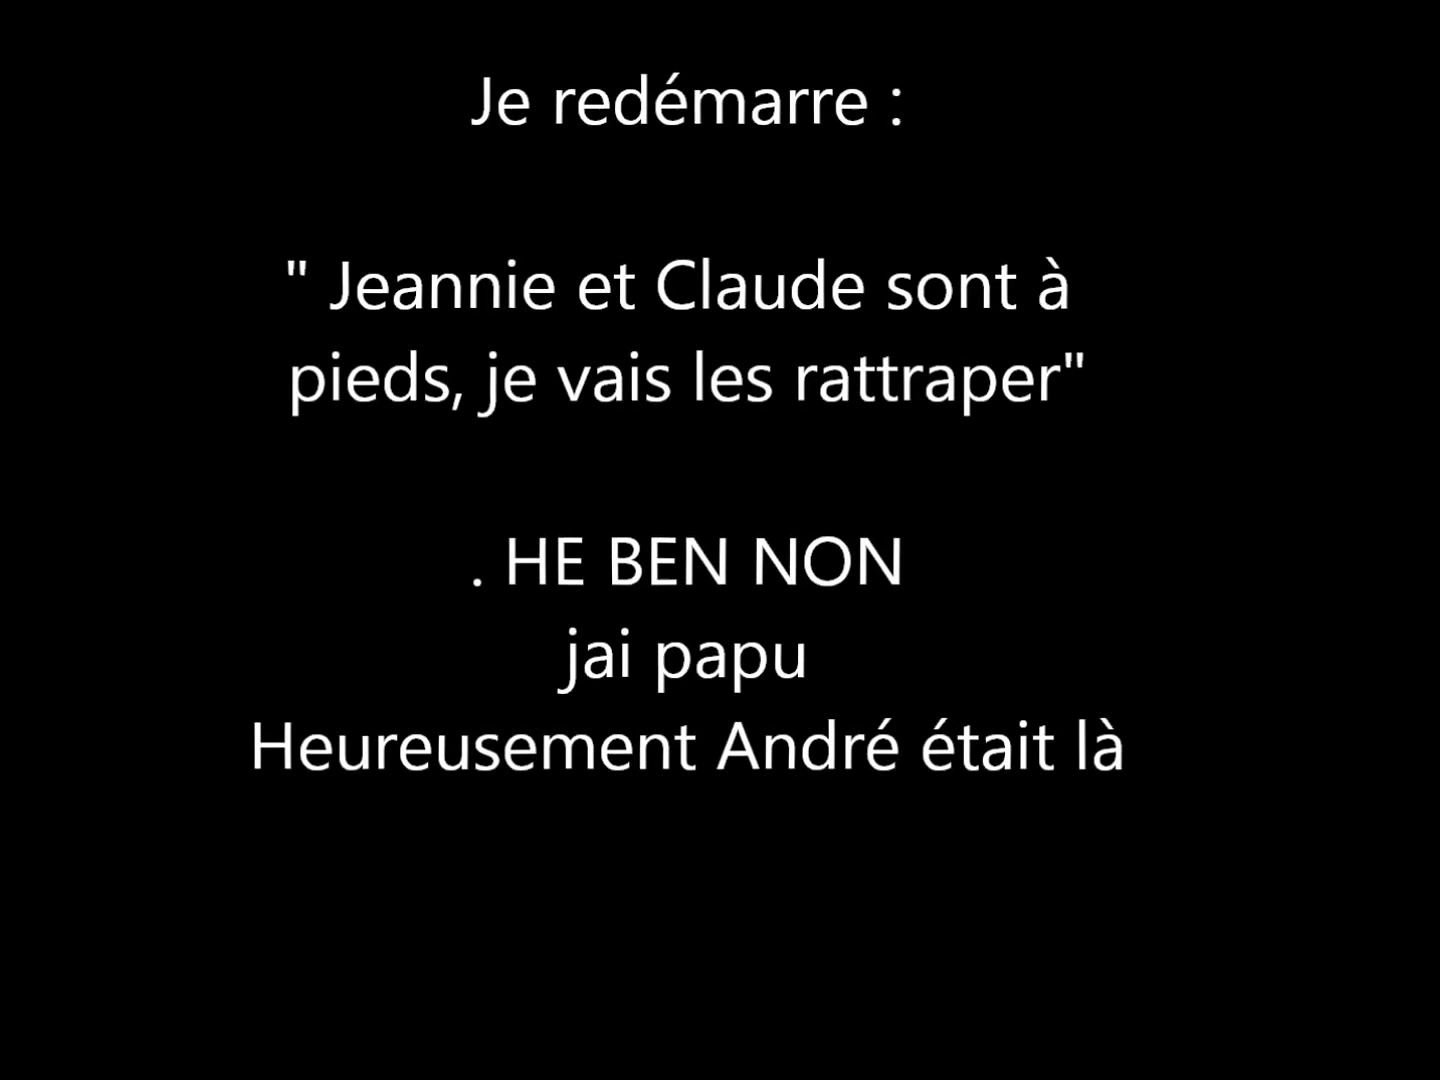 Je redémarre :
" Jeannie et Claude sont à
pieds, je vais les rattraper"
. HE BEN NON
jai papu
Heureusement André était là